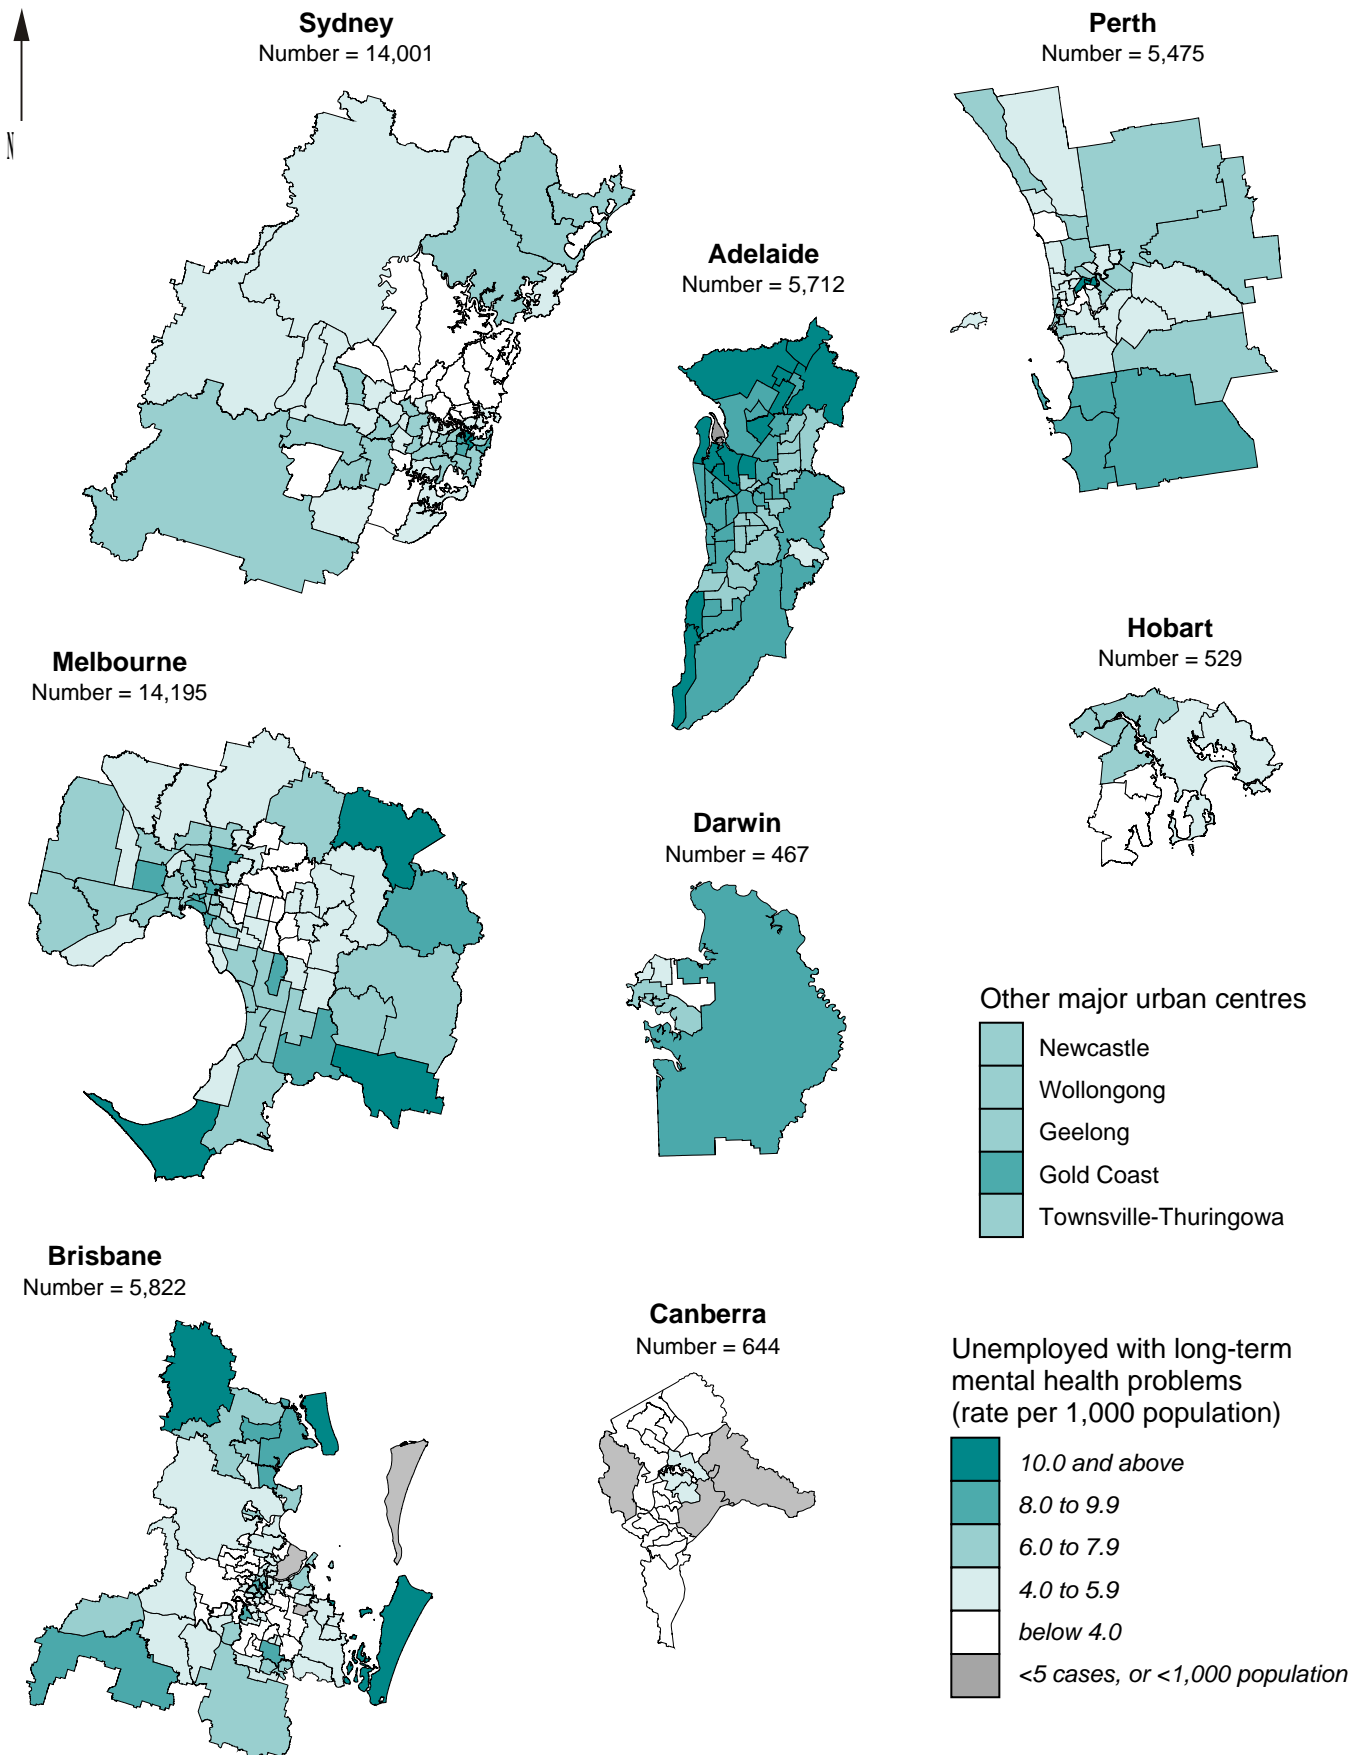 Sydney
Number = 14,001
Perth
Number = 5,475
N
Adelaide
Number = 5,712
Hobart
Number = 529
Melbourne
Number = 14,195
Darwin
Number = 467
Other major urban centres
Newcastle
Wollongong
Geelong
Gold Coast
Townsville-Thuringowa
Brisbane
Number = 5,822
Canberra
Number = 644
Unemployed with long-term
mental health problems
(rate per 1,000 population)
10.0 and above
8.0 to 9.9
6.0 to 7.9
4.0 to 5.9
below 4.0
<5 cases, or <1,000 population